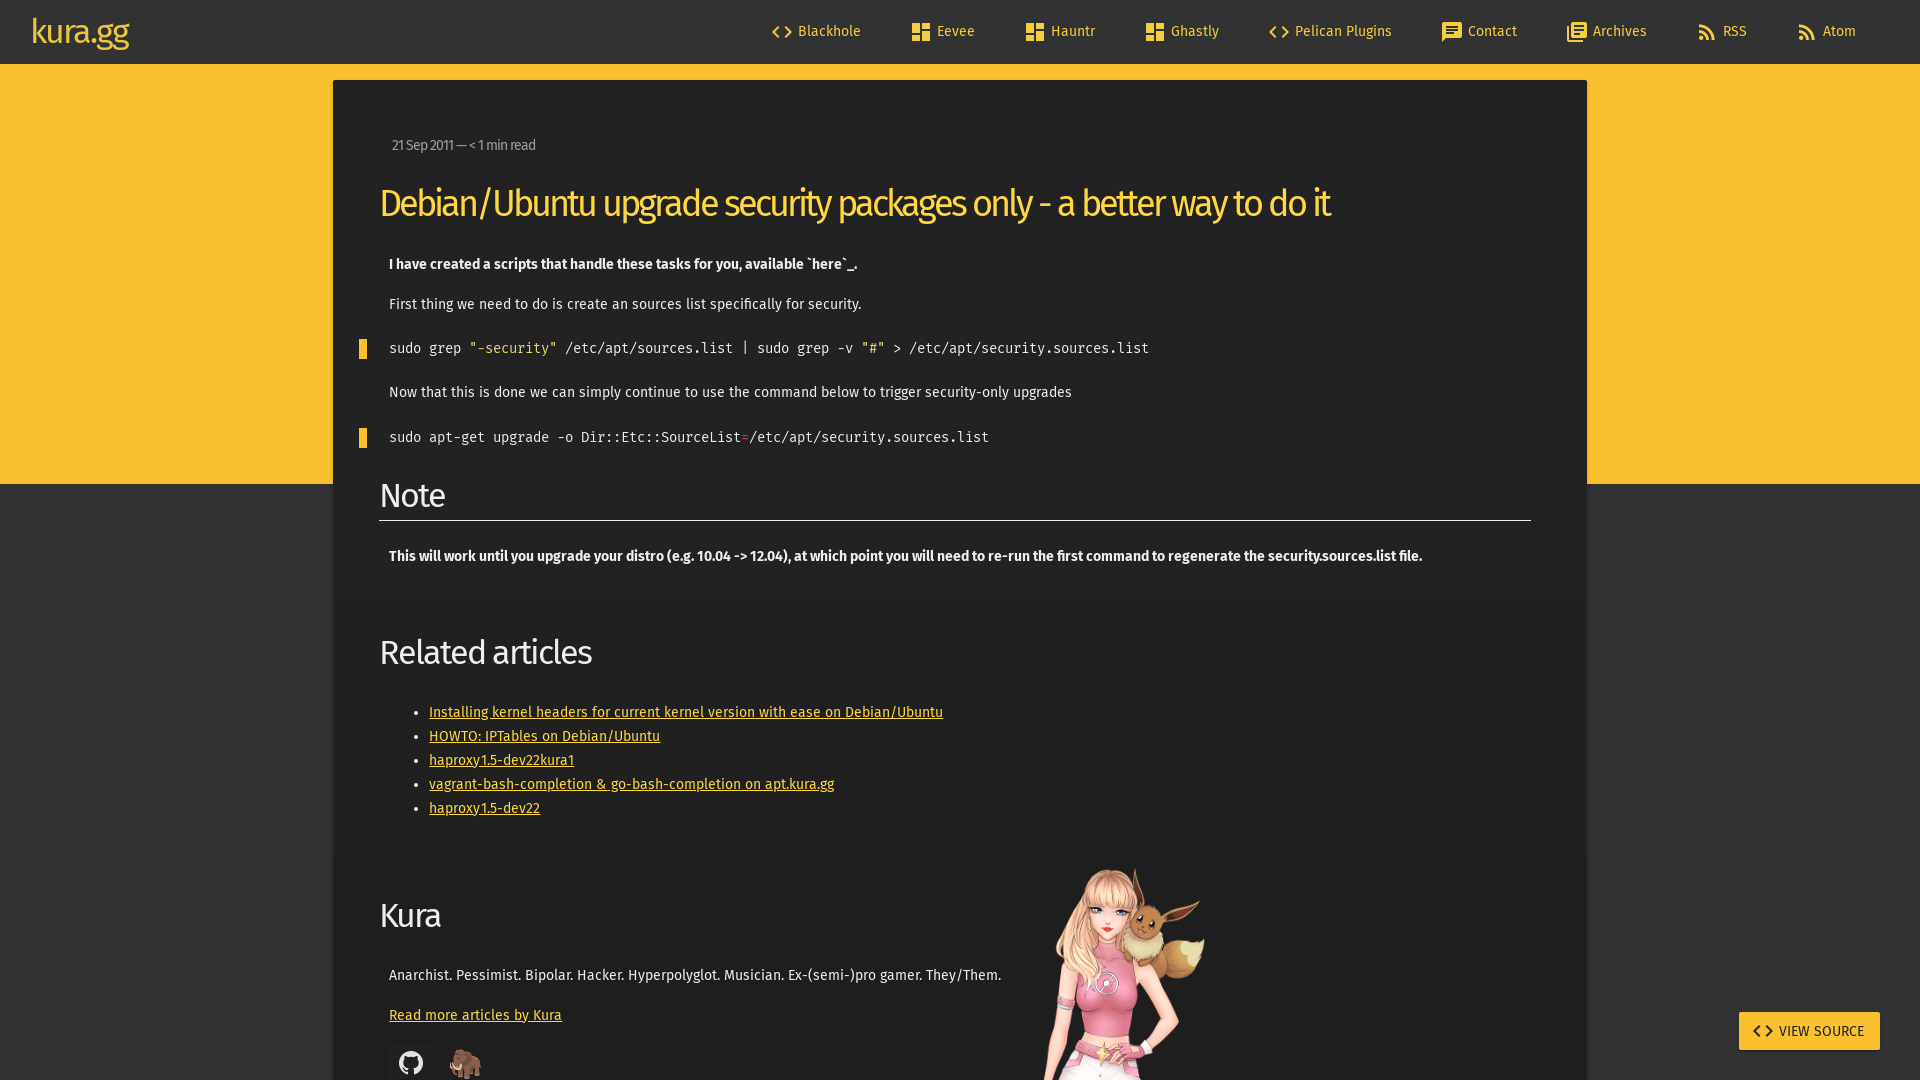 kura.gg
Blackhole
Eevee
Hauntr
Ghastly
Pelican Plugins
Contact
Archives
RSS
Atom
21 Sep 2011 — < 1 min read
Debian/Ubuntu upgrade security packages only - a better way to do it
I have created a scripts that handle these tasks for you, available `here`_.
First thing we need to do is create an sources list specifically for security.
sudo grep "-security" /etc/apt/sources.list | sudo grep -v "#" > /etc/apt/security.sources.list
Now that this is done we can simply continue to use the command below to trigger security-only upgrades
sudo apt-get upgrade -o Dir::Etc::SourceList=/etc/apt/security.sources.list
Note
This will work until you upgrade your distro (e.g. 10.04 -> 12.04), at which point you will need to re-run the first command to regenerate the security.sources.list file.
Related articles
Installing kernel headers for current kernel version with ease on Debian/Ubuntu
HOWTO: IPTables on Debian/Ubuntu
haproxy1.5-dev22kura1
vagrant-bash-completion & go-bash-completion on apt.kura.gg
haproxy1.5-dev22
Kura
Anarchist. Pessimist. Bipolar. Hacker. Hyperpolyglot. Musician. Ex-(semi-)pro gamer. They/Them.
Read more articles by Kura
VIEW SOURCE